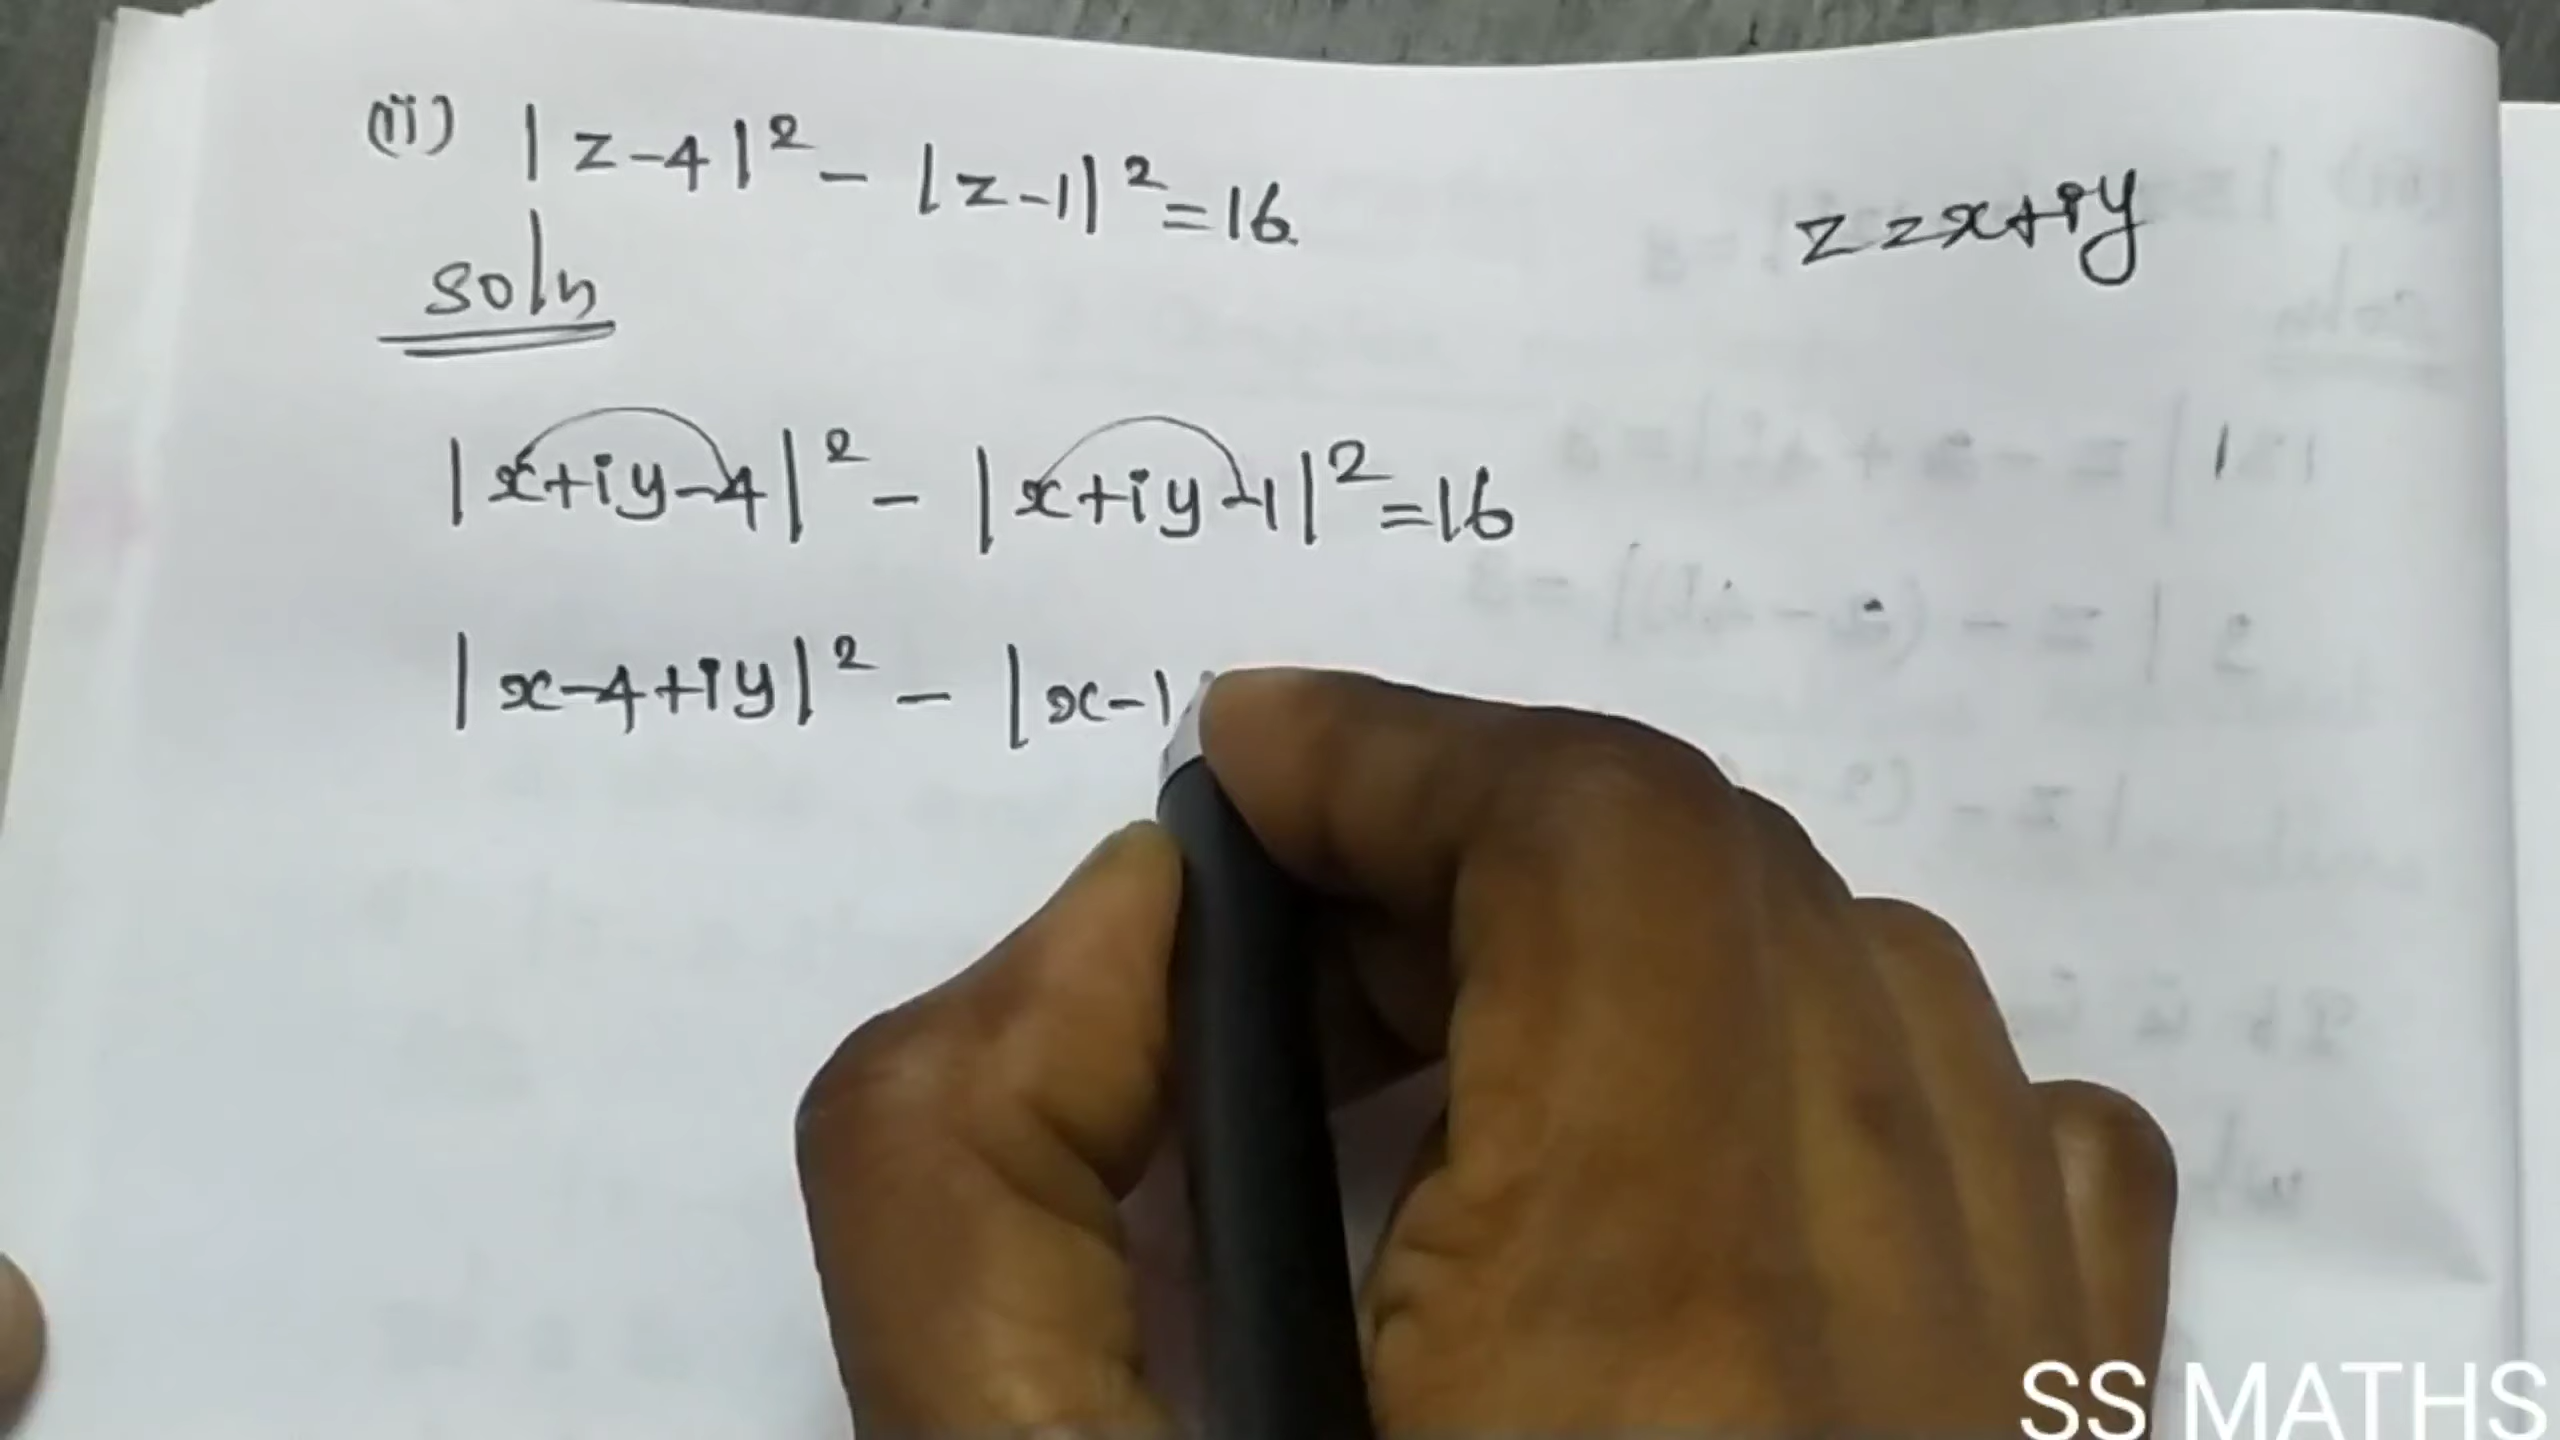 (ii) |z-4|² - |z-1|² = 16.
z = x+iy
soln
|x+iy-4|² - |x+iy-1|² = 16
|x-4+iy|² - |x-1
SS MATHS